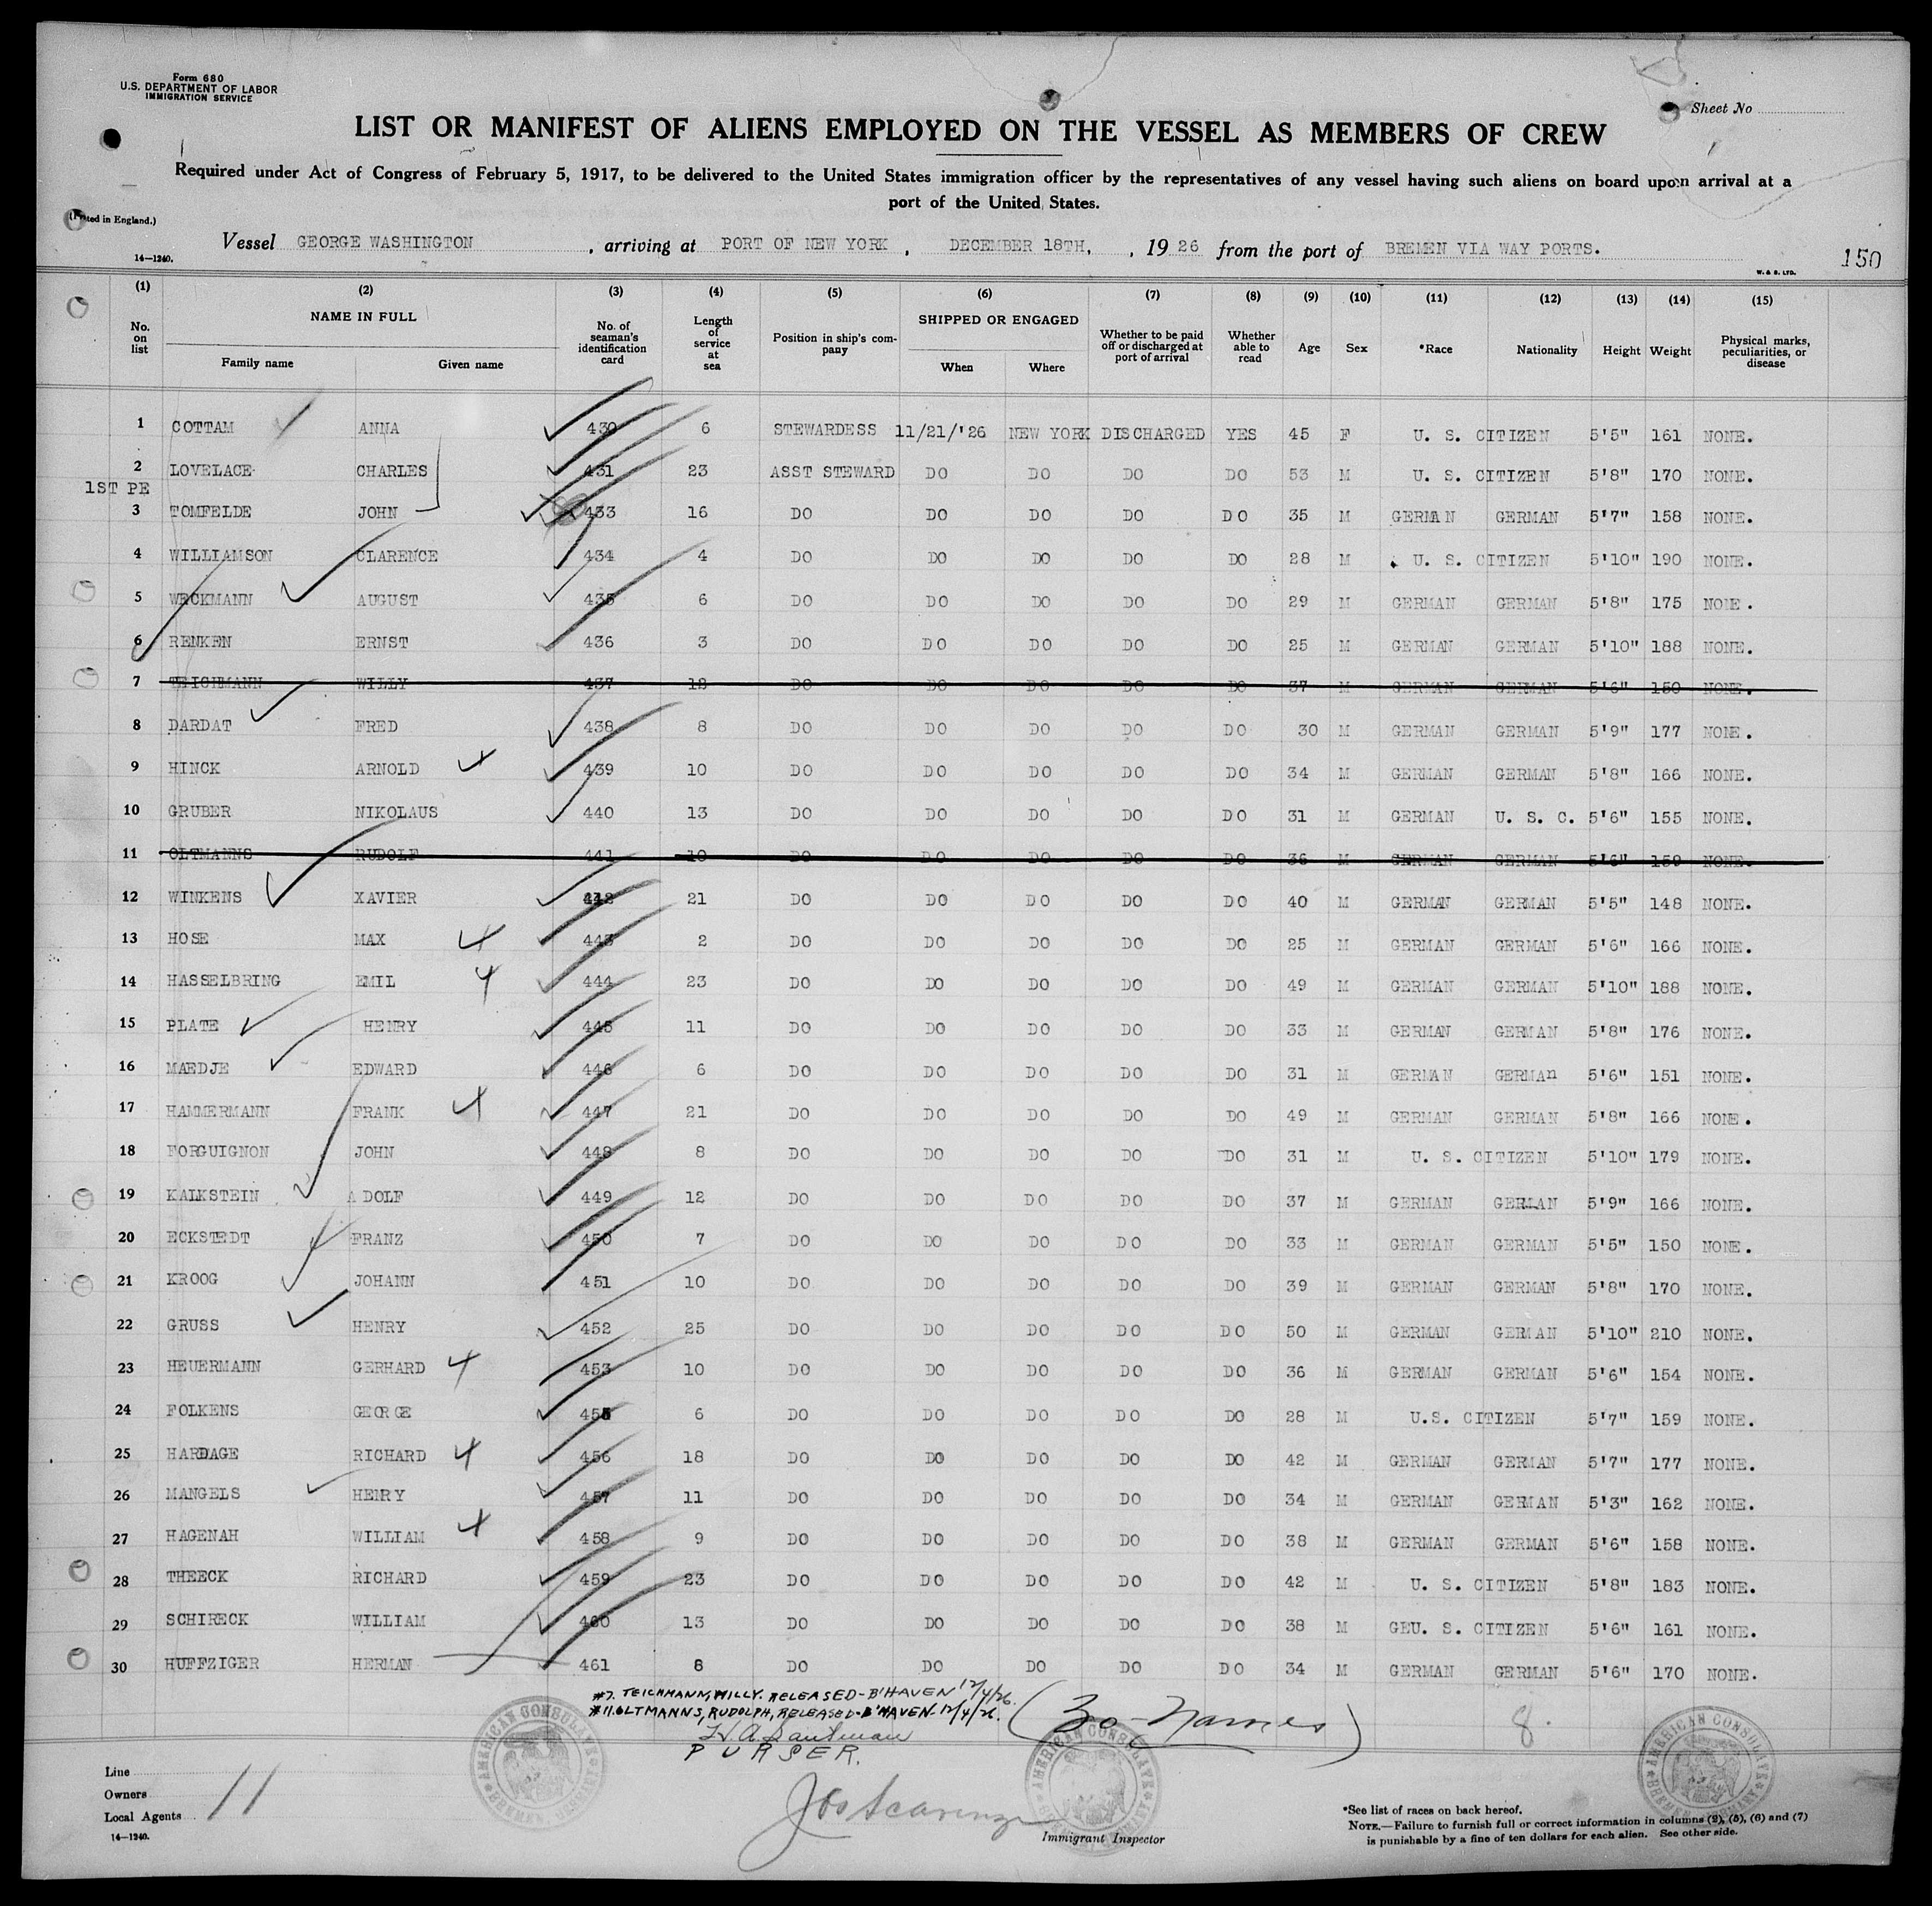 Form 680
U.S. DEPARTMENT OF LABOR
IMMIGRATION SERVICE
Sheet No
LIST OR MANIFEST OF ALIENS EMPLOYED ON THE VESSEL AS MEMBERS OF CREW
Required under Act of Congress of February 5, 1917, to be delivered to the United States immigration officer by the representatives of any vessel having such aliens on board upon arrival at a
port of the United States.
(Printed in England.)
Vessel GEORGE WASHINGTON , arriving at PORT OF NEW YORK , DECEMBER 18TH, , 19 26 from the port of BREMEN VIA WAY PORTS.
14—1240.
W. & S. LTD.
150
(1) (2) (3) (4) (5) (6) (7) (8) (9) (10) (11) (12) (13) (14) (15)
No. on list NAME IN FULL Family name Given name No. of seaman's identification card Length of service at sea Position in ship's company SHIPPED OR ENGAGED When Where Whether to be paid off or discharged at port of arrival Whether able to read Age Sex *Race Nationality Height Weight Physical marks, peculiarities, or disease
1 COTTAM ANNA 430 6 STEWARDESS 11/21/'26 NEW YORK DISCHARGED YES 45 F U. S. CITIZEN 5'5" 161 NONE.
2 LOVELACE CHARLES 431 23 ASST STEWARD DO DO DO DO 53 M U. S. CITIZEN 5'8" 170 NONE.
1ST PE
3 TOMFELDE JOHN 433 16 DO DO DO DO DO 35 M GERMAN GERMAN 5'7" 158 NONE.
4 WILLIAMSON CLARENCE 434 4 DO DO DO DO DO 28 M U. S. CITIZEN 5'10" 190 NONE.
5 WECKMANN AUGUST 435 6 DO DO DO DO DO 29 M GERMAN GERMAN 5'8" 175 NONE.
6 RENKEN ERNST 436 3 DO DO DO DO DO 25 M GERMAN GERMAN 5'10" 188 NONE.
7 TEICHMANN WILLY 437 12 DO DO DO DO DO 37 M GERMAN GERMAN 5'6" 150 NONE.
8 DARDAT FRED 438 8 DO DO DO DO DO 30 M GERMAN GERMAN 5'9" 177 NONE.
9 HINCK ARNOLD 439 10 DO DO DO DO DO 34 M GERMAN GERMAN 5'8" 166 NONE.
10 GRUBER NIKOLAUS 440 13 DO DO DO DO DO 31 M GERMAN U. S. C. 5'6" 155 NONE.
11 OLTMANNS RUDOLF 441 10 DO DO DO DO DO 36 M GERMAN GERMAN 5'6" 159 NONE.
12 WINKENS XAVIER 442 21 DO DO DO DO DO 40 M GERMAN GERMAN 5'5" 148 NONE.
13 HOSE MAX 443 2 DO DO DO DO DO 25 M GERMAN GERMAN 5'6" 166 NONE.
14 HASSELBRING EMIL 444 23 DO DO DO DO DO 49 M GERMAN GERMAN 5'10" 188 NONE.
15 PLATE HENRY 445 11 DO DO DO DO DO 33 M GERMAN GERMAN 5'8" 176 NONE.
16 MAEDJE EDWARD 446 6 DO DO DO DO DO 31 M GERMAN GERMAn 5'6" 151 NONE.
17 HAMMERMANN FRANK 447 21 DO DO DO DO DO 49 M GERMAN GERMAN 5'8" 166 NONE.
18 FORGUIGNON JOHN 448 8 DO DO DO DO DO 31 M U. S. CITIZEN 5'10" 179 NONE.
19 KALKSTEIN ADOLF 449 12 DO DO DO DO DO 37 M GERMAN GERMAN 5'9" 166 NONE.
20 ECKSTEDT FRANZ 450 7 DO DO DO DO DO 33 M GERMAN GERMAN 5'5" 150 NONE.
21 KROOG JOHANN 451 10 DO DO DO DO DO 39 M GERMAN GERMAN 5'8" 170 NONE.
22 GRUSS HENRY 452 25 DO DO DO DO DO 50 M GERMAN GERMAN 5'10" 210 NONE.
23 HEUERMANN GERHARD 453 10 DO DO DO DO DO 36 M GERMAN GERMAN 5'6" 154 NONE.
24 FOLKENS GEORGE 455 6 DO DO DO DO DO 28 M U.S. CITIZEN 5'7" 159 NONE.
25 HARDAGE RICHARD 456 18 DO DO DO DO DO 42 M GERMAN GERMAN 5'7" 177 NONE.
26 MANGELS HENRY 457 11 DO DO DO DO DO 34 M GERMAN GERMAN 5'3" 162 NONE.
27 HAGENAH WILLIAM 458 9 DO DO DO DO DO 38 M GERMAN GERMAN 5'6" 158 NONE.
28 THEECK RICHARD 459 23 DO DO DO DO DO 42 M U. S. CITIZEN 5'8" 183 NONE.
29 SCHIRECK WILLIAM 460 13 DO DO DO DO DO 38 M GEU. S. CITIZEN 5'6" 161 NONE.
30 HUFFZIGER HERMAN 461 8 DO DO DO DO DO 34 M GERMAN GERMAN 5'6" 170 NONE.
#7. TEICHMANN, WILLY. RELEASED-B'HAVEN 12/4/26.
#11. OLTMANNS, RUDOLPH, RELEASED-B'HAVEN. 12/4/26.
(30-Names)
8.
PURSER.
AMERICAN CONSULATE
AMERICAN CONSULATE
AMERICAN CONSULATE
Line
Owners
Local Agents
11
14—1240.
Immigrant Inspector
*See list of races on back hereof.
NOTE.—Failure to furnish full or correct information in columns (2), (5), (6) and (7)
is punishable by a fine of ten dollars for each alien. See other side.